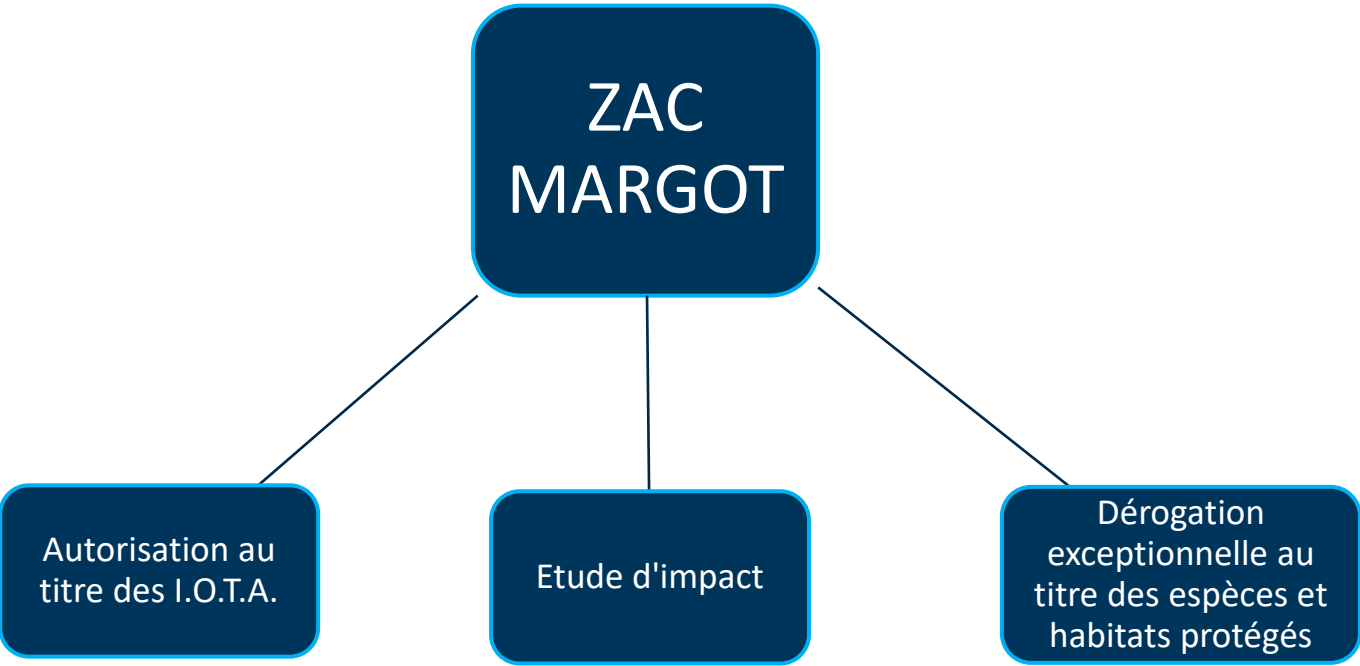 ZAC
MARGOT
Autorisation au
titre des I.O.T.A.
Etude d'impact
Dérogation
exceptionnelle au
titre des espèces et
habitats protégés